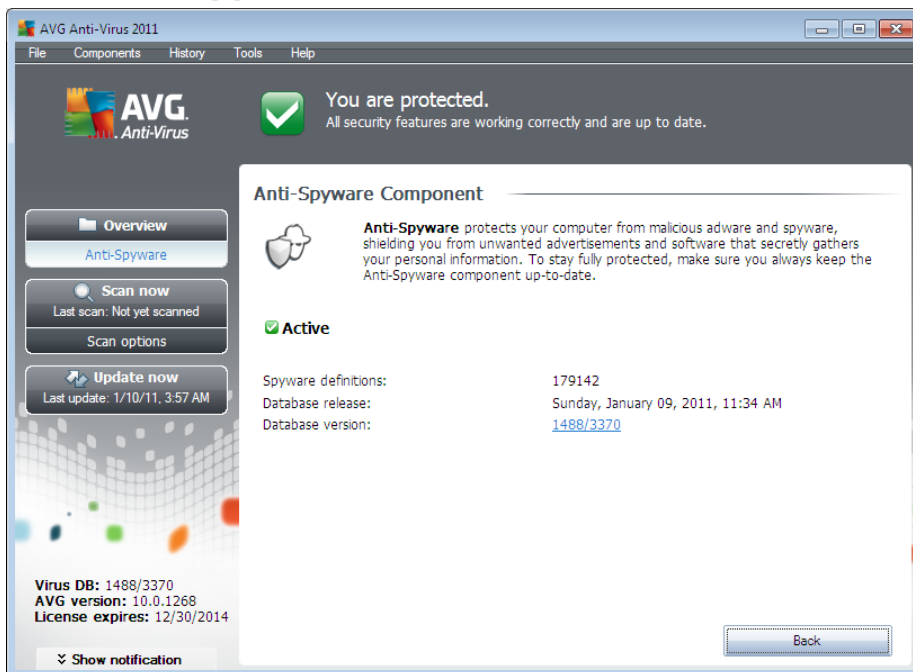 AVG Anti-Virus 2011
File Components History Tools Help
AVG.
Anti-Virus
You are protected.
All security features are working correctly and are up to date.
Anti-Spyware Component
Overview
Anti-Spyware
Scan now
Last scan: Not yet scanned
Scan options
Update now
Last update: 1/10/11, 3:57 AM
Anti-Spyware protects your computer from malicious adware and spyware,
shielding you from unwanted advertisements and software that secretly gathers
your personal information. To stay fully protected, make sure you always keep the
Anti-Spyware component up-to-date.
Active
Spyware definitions: 179142
Database release: Sunday, January 09, 2011, 11:34 AM
Database version: 1488/3370
Virus DB: 1488/3370
AVG version: 10.0.1268
License expires: 12/30/2014
Show notification
Back